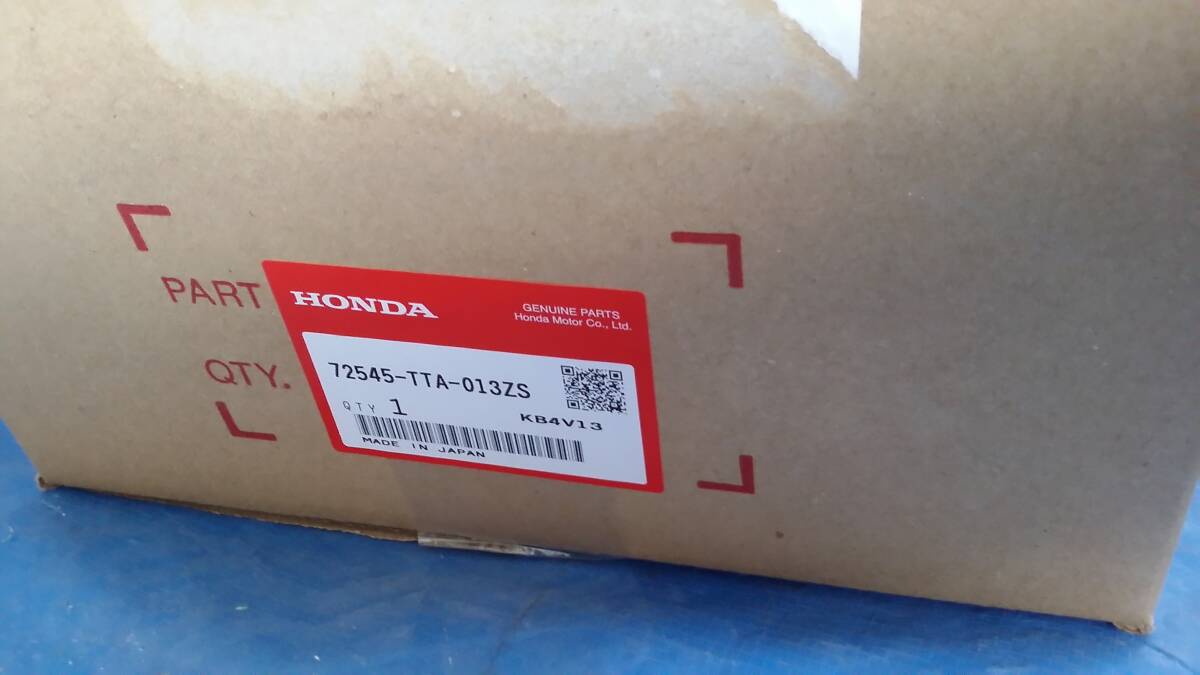 PART
HONDA
GENUINE PARTS
Honda Motor Co., Ltd.
QTY.
72545-TTA-013ZS
QTY 1
KB4V13
MADE IN JAPAN